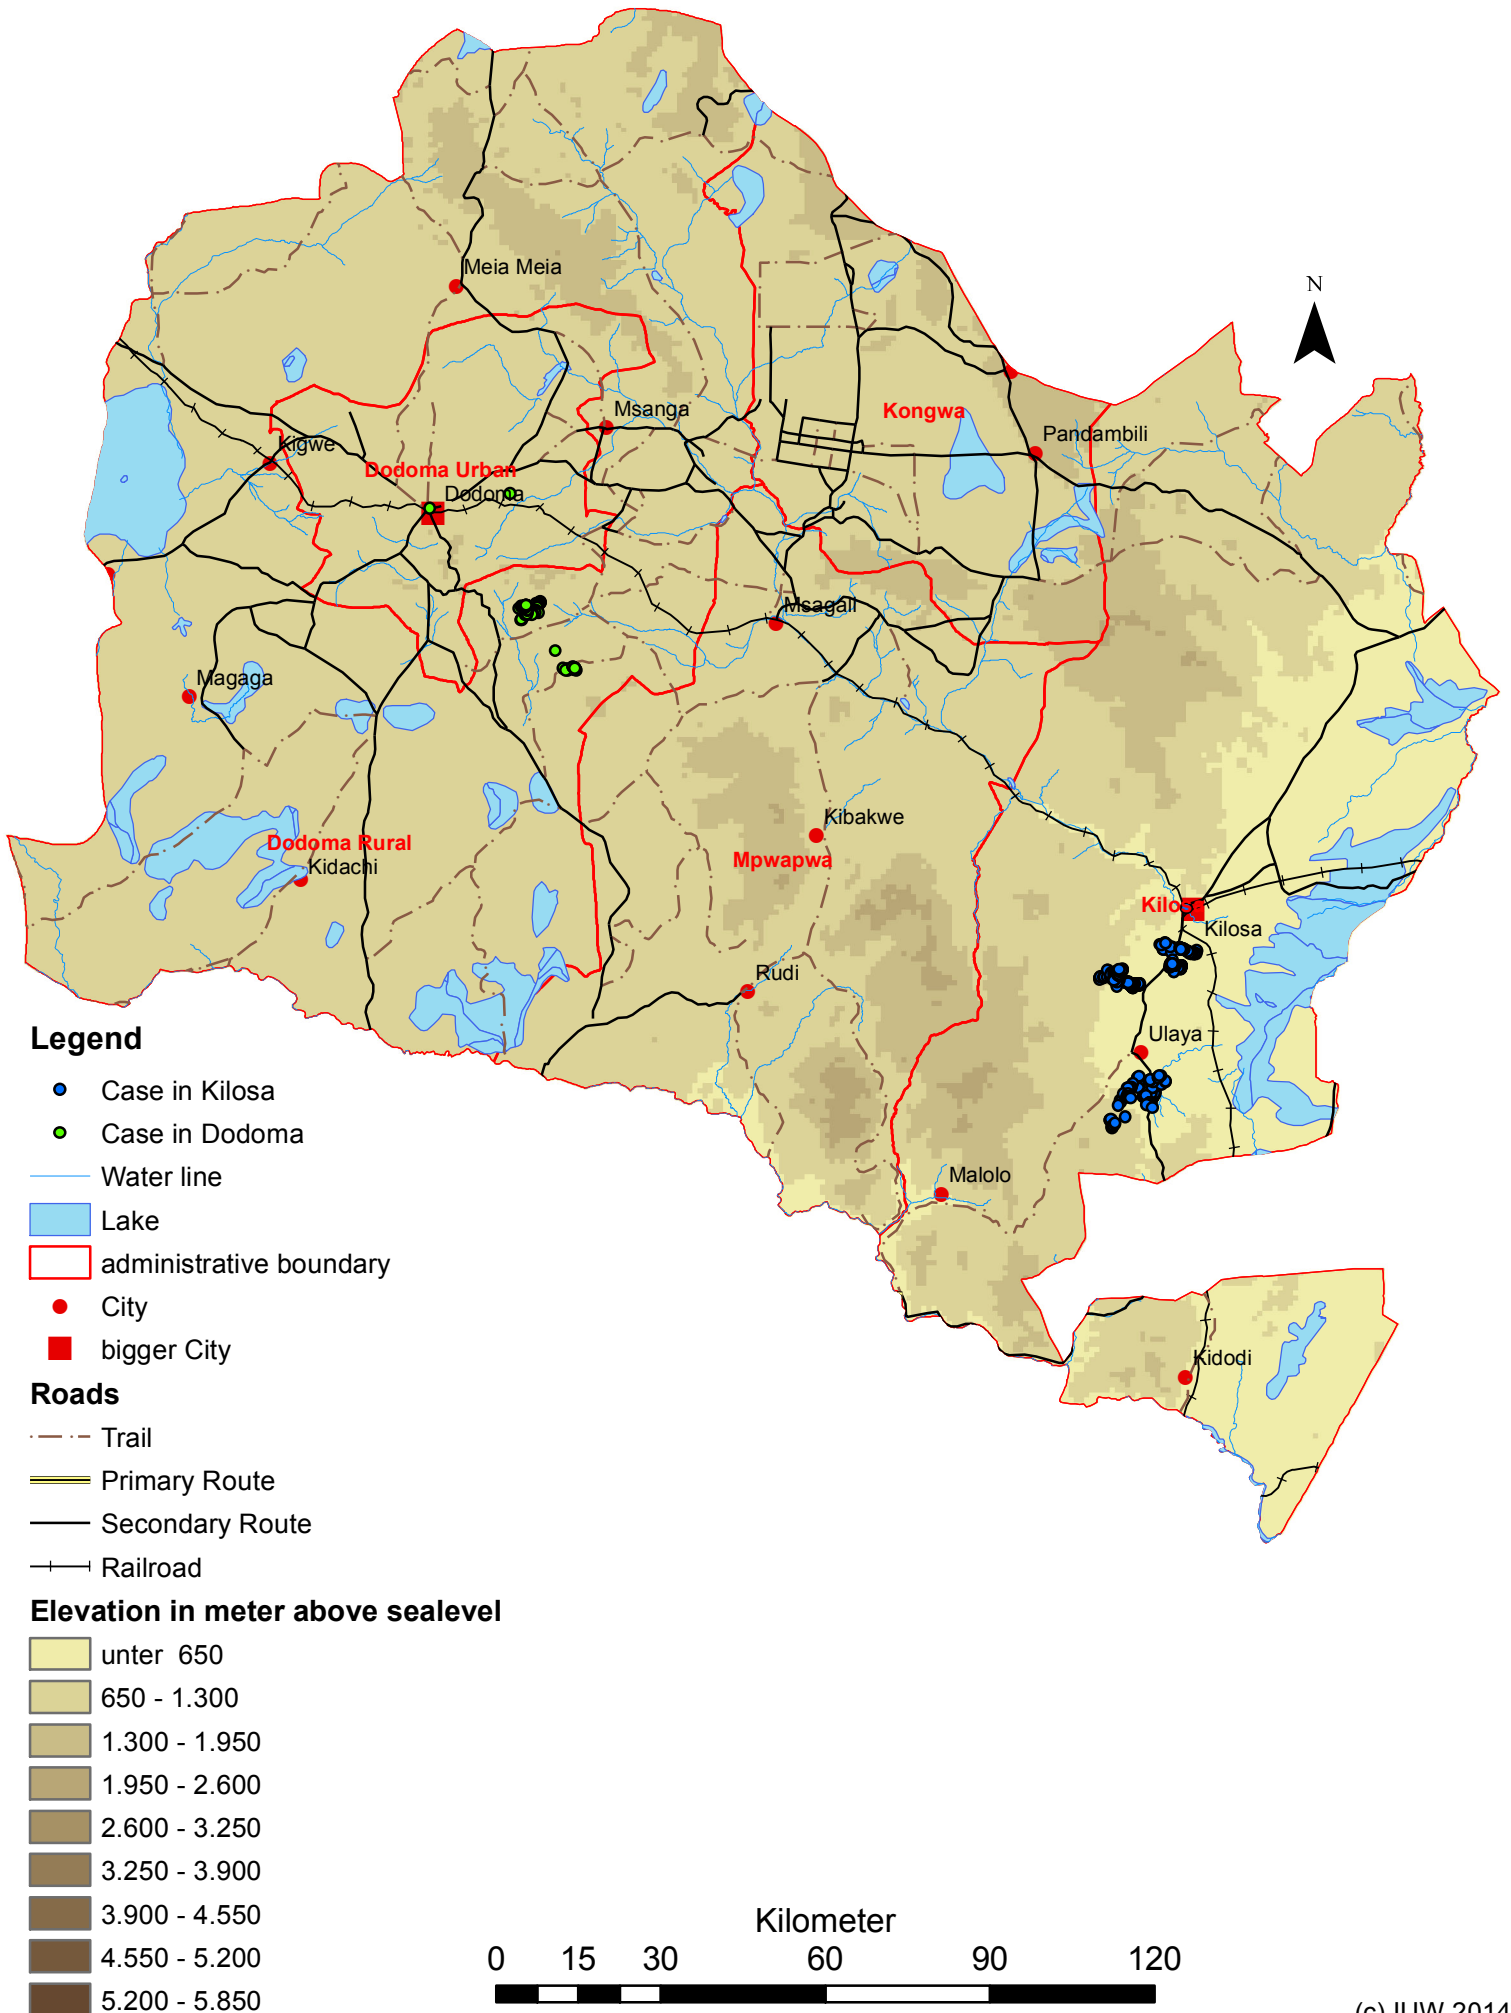 N
Meia Meia
Msanga
Kongwa
Pandambili
Kigwe
Dodoma Urban
Dodoma
Msagali
Magaga
Kibakwe
Dodoma Rural
Mpwapwa
Kidachi
Kilosa
Rudi
Ulaya
Malolo
Kidodi
Legend
Case in Kilosa
Case in Dodoma
Water line
Lake
administrative boundary
City
bigger City
Roads
Trail
Primary Route
Secondary Route
Railroad
Elevation in meter above sealevel
unter 650
650 - 1.300
1.300 - 1.950
1.950 - 2.600
2.600 - 3.250
3.250 - 3.900
3.900 - 4.550
4.550 - 5.200
5.200 - 5.850
Kilometer
0 15 30 60 90 120